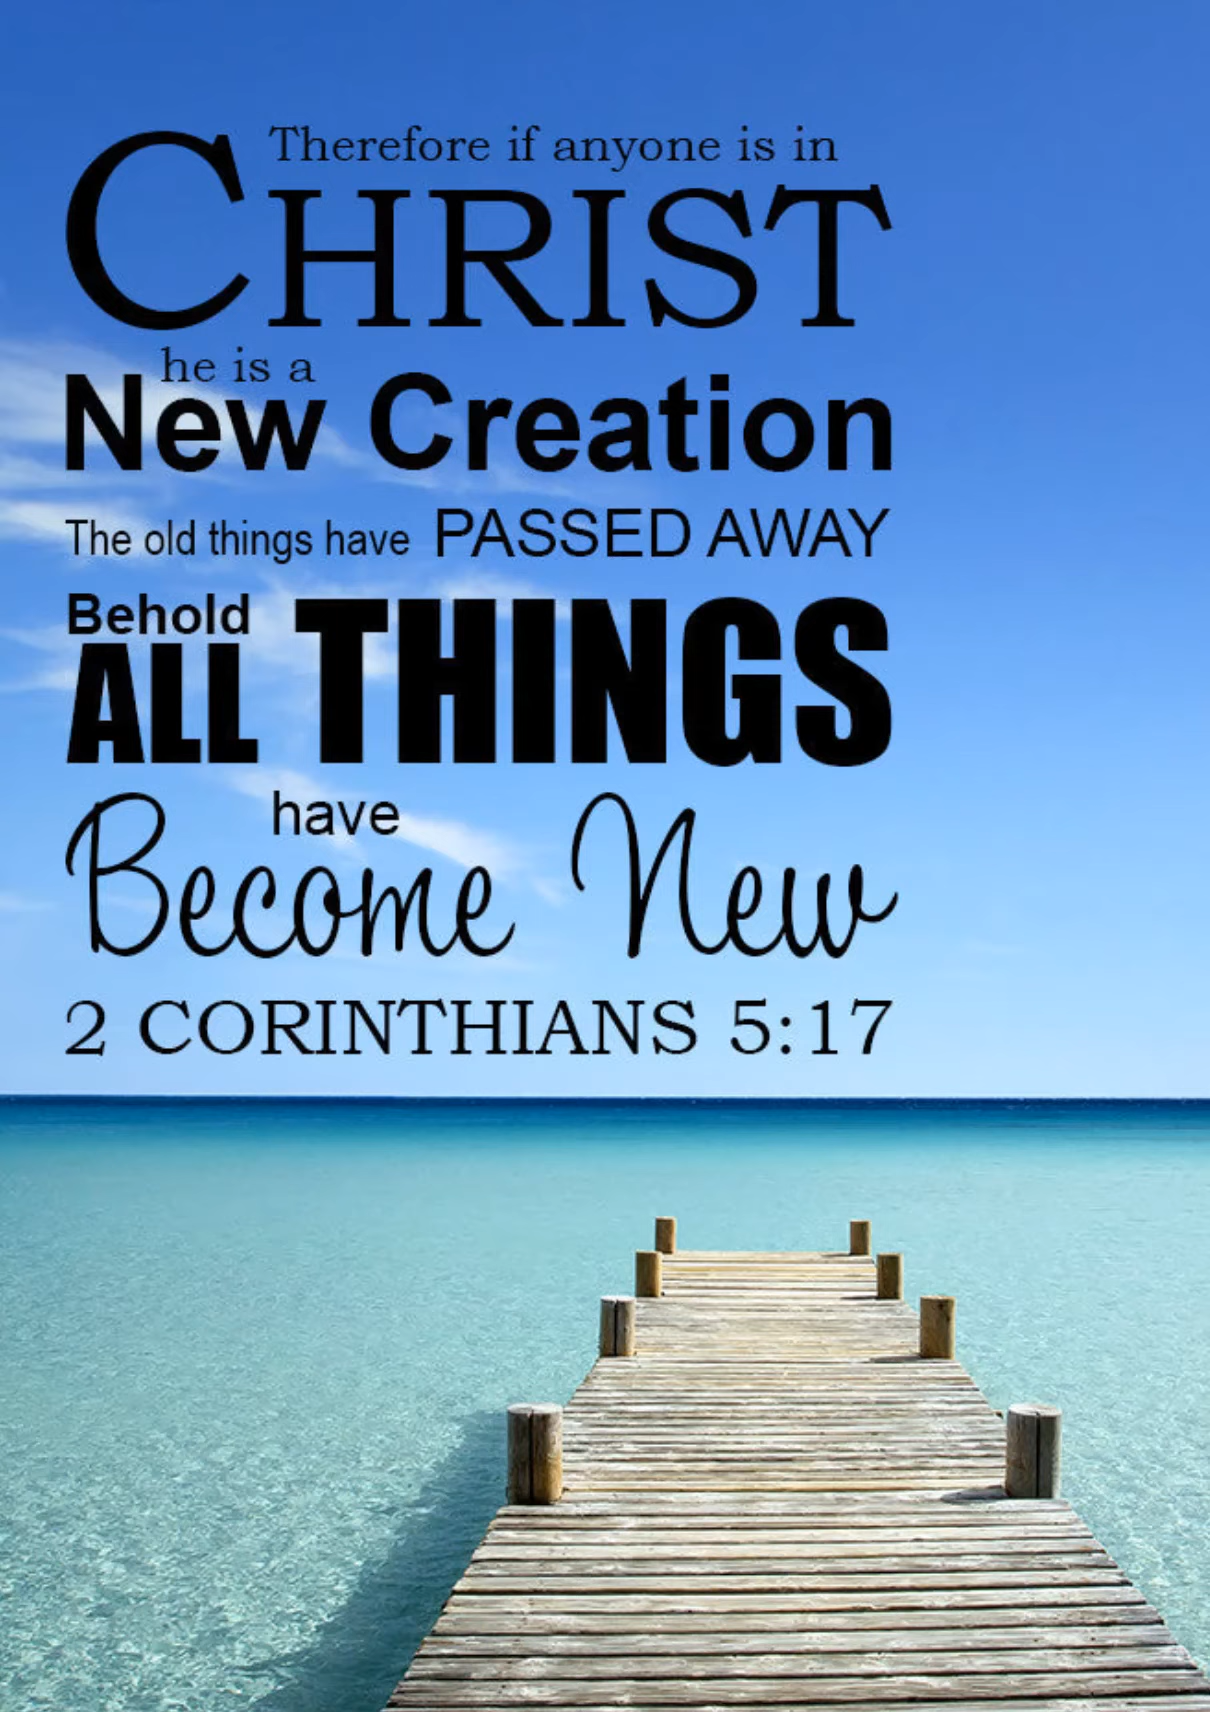 Therefore if anyone is in
CHRIST
he is a
New Creation
The old things have PASSED AWAY
Behold
ALL THINGS
have
Become New
2 CORINTHIANS 5:17